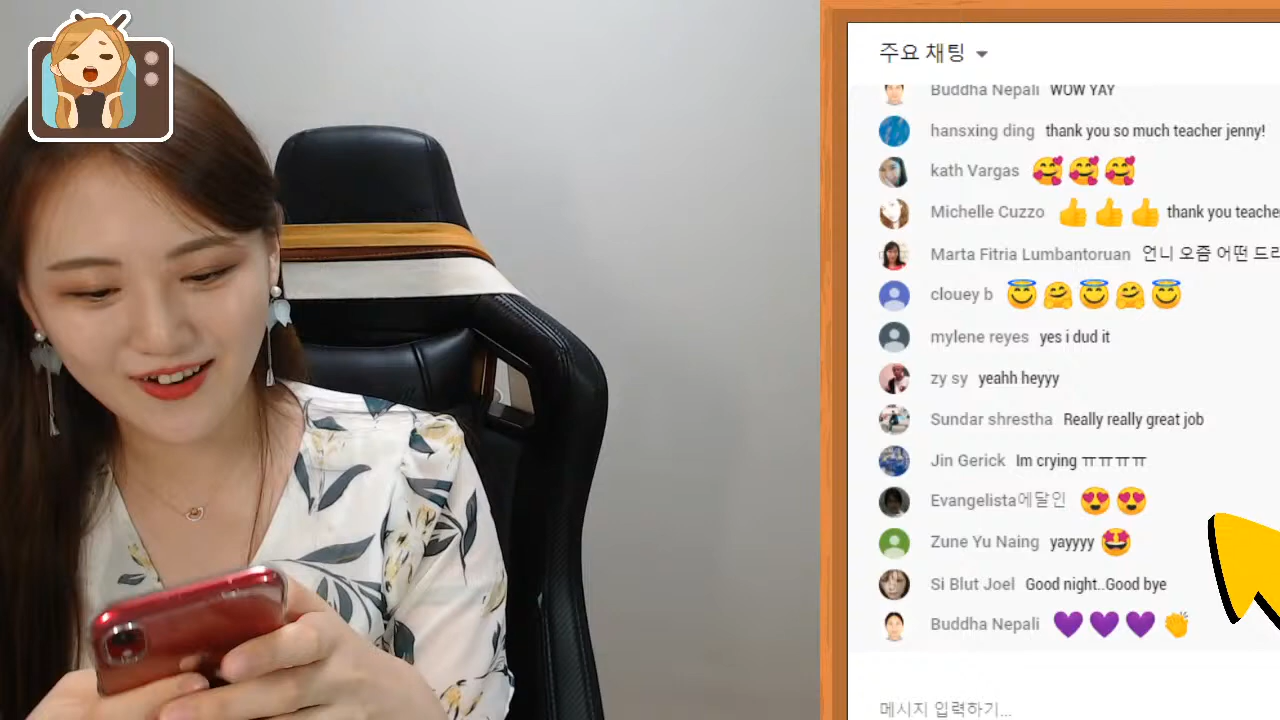 주요 채팅
Buddha Nepali WOW YAY
hansxing ding thank you so much teacher jenny!
kath Vargas 🥰🥰🥰
Michelle Cuzzo 👍👍👍 thank you teache
Marta Fitria Lumbantoruan 언니 오즘 어떤 드
clouey b 😇🤗😇🤗😇
mylene reyes yes i dud it
zy sy yeahh heyyy
Sundar shrestha Really really great job
Jin Gerick Im crying ㅠㅠㅠㅠ
Evangelista에달인 😍😍
Zune Yu Naing yayyyy 🤩
Si Blut Joel Good night..Good bye
Buddha Nepali 💜💜💜👏
메시지 입력하기...